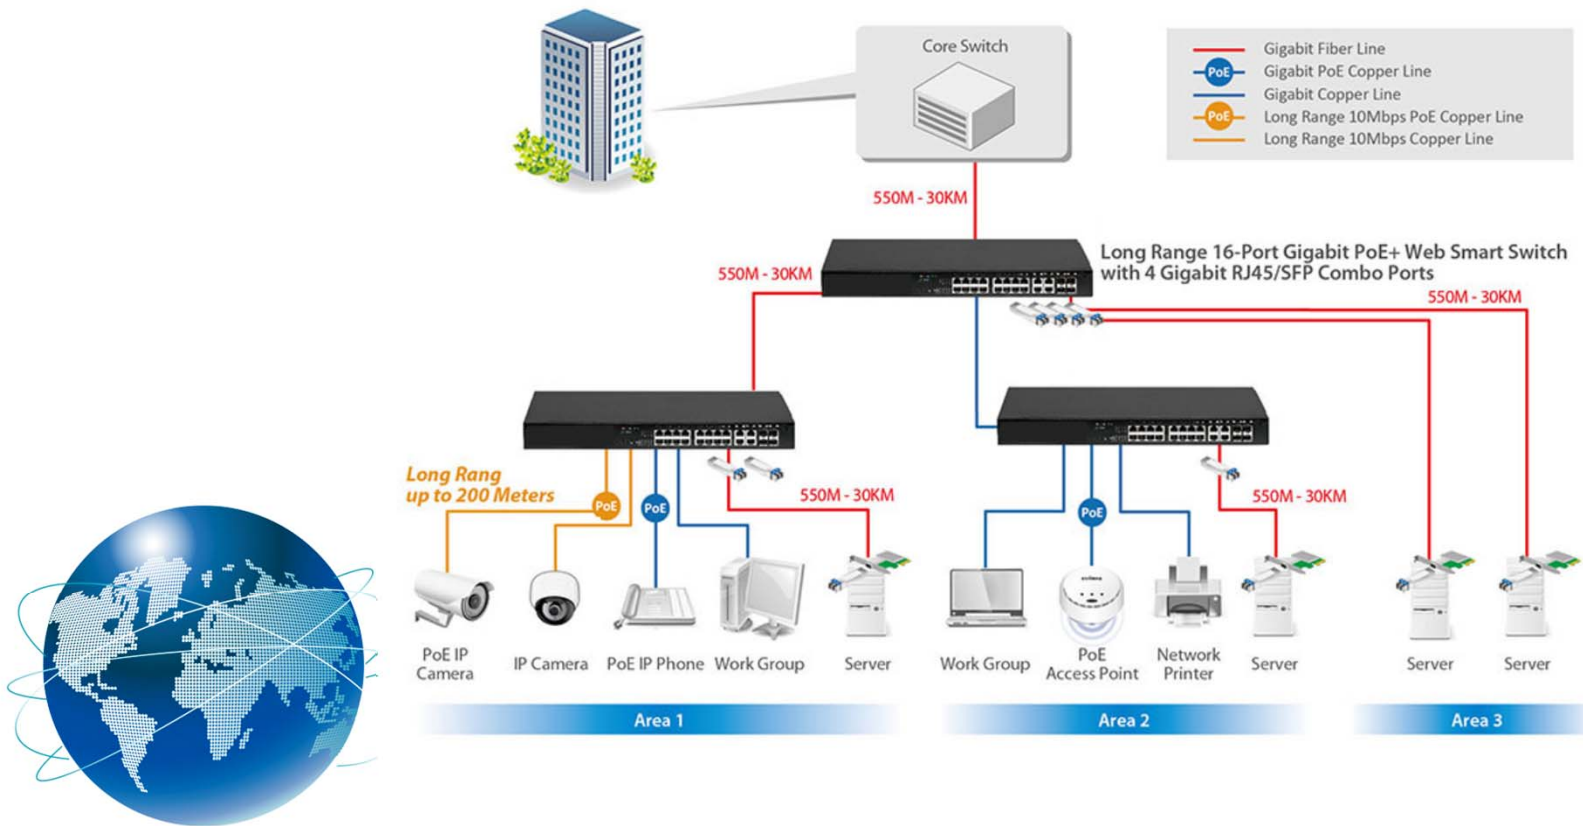 Core Switch
Gigabit Fiber Line
PoE Gigabit PoE Copper Line
Gigabit Copper Line
PoE Long Range 10Mbps PoE Copper Line
Long Range 10Mbps Copper Line
550M - 30KM
Long Range 16-Port Gigabit PoE+ Web Smart Switch
with 4 Gigabit RJ45/SFP Combo Ports
550M - 30KM
550M - 30KM
Long Rang
up to 200 Meters
PoE
PoE
550M - 30KM
PoE
550M - 30KM
PoE IP
Camera
IP Camera
PoE IP Phone
Work Group
Server
Work Group
PoE
Access Point
Network
Printer
Server
Server
Server
Area 1
Area 2
Area 3